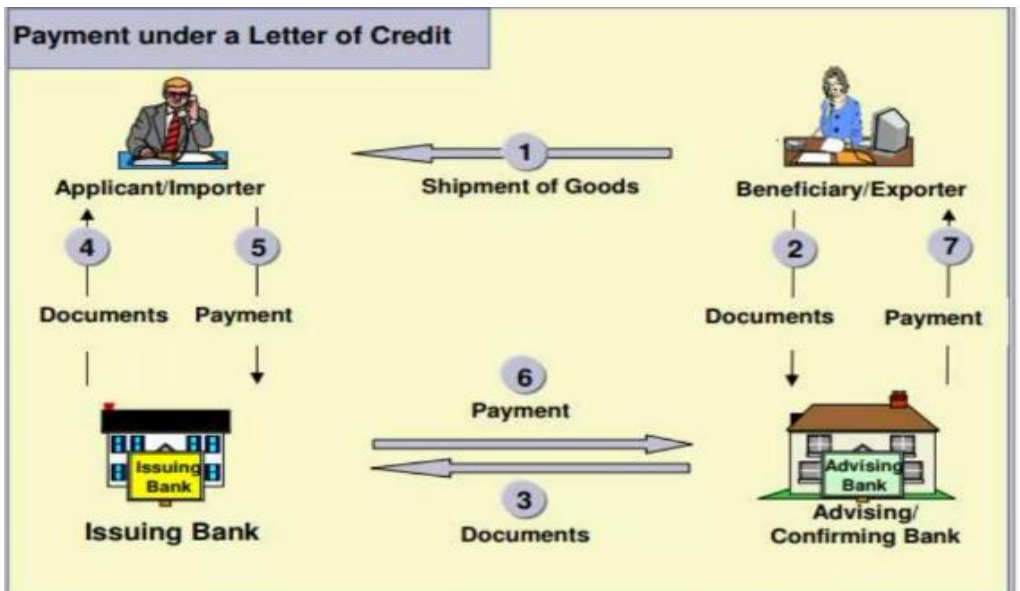 Payment under a Letter of Credit
1
Applicant/Importer
Shipment of Goods
Beneficiary/Exporter
4
5
2
7
Documents
Payment
Documents
Payment
6
Payment
Issuing
Bank
Advising
Bank
3
Issuing Bank
Documents
Advising/
Confirming Bank